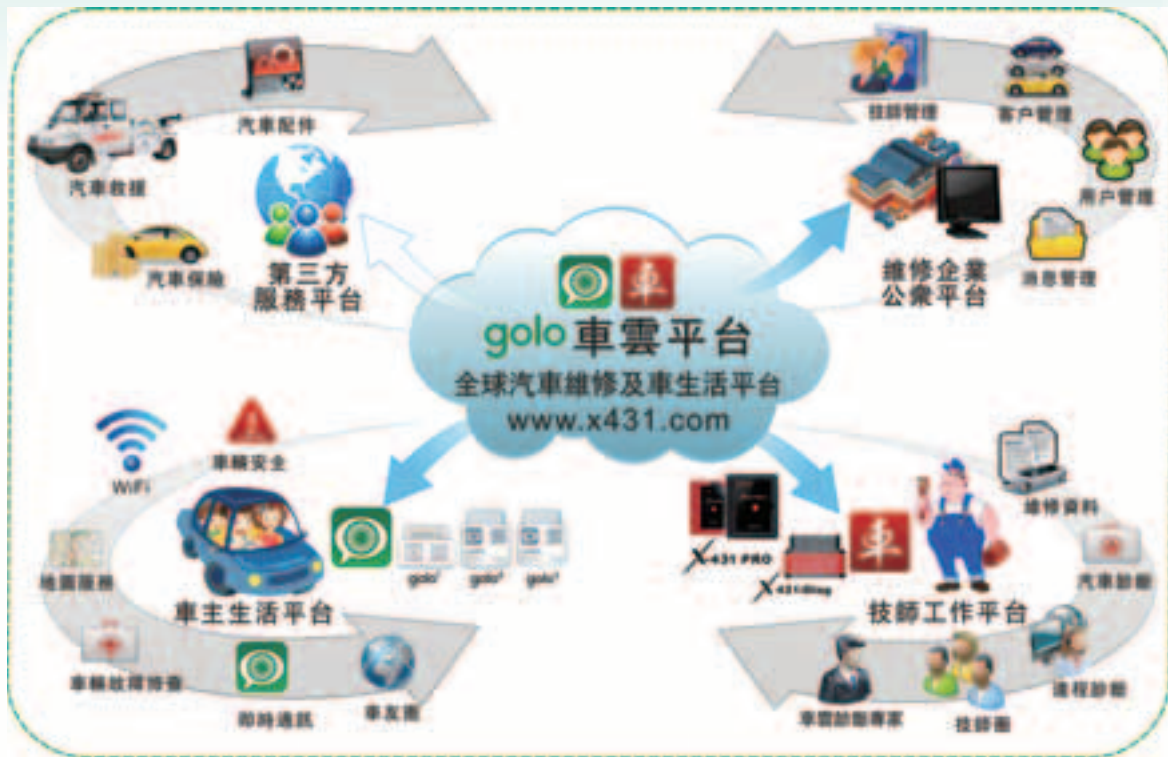 汽車配件
汽車救援
汽車保險
第三方
服務平台
技師管理
客户管理
用户管理
消息管理
維修企業
公衆平台
golo 車雲平台
全球汽車維修及車生活平台
www.x431.com
WiFi
車輛安全
地圖服務
車輛故障
即時通訊
車友圈
車主生活平台
golo
golo
golo
X-431 PRO
X-431Diag
車
技師工作平台
維修資料
汽車診斷
遠程診斷
技師圈
車雲診斷專家